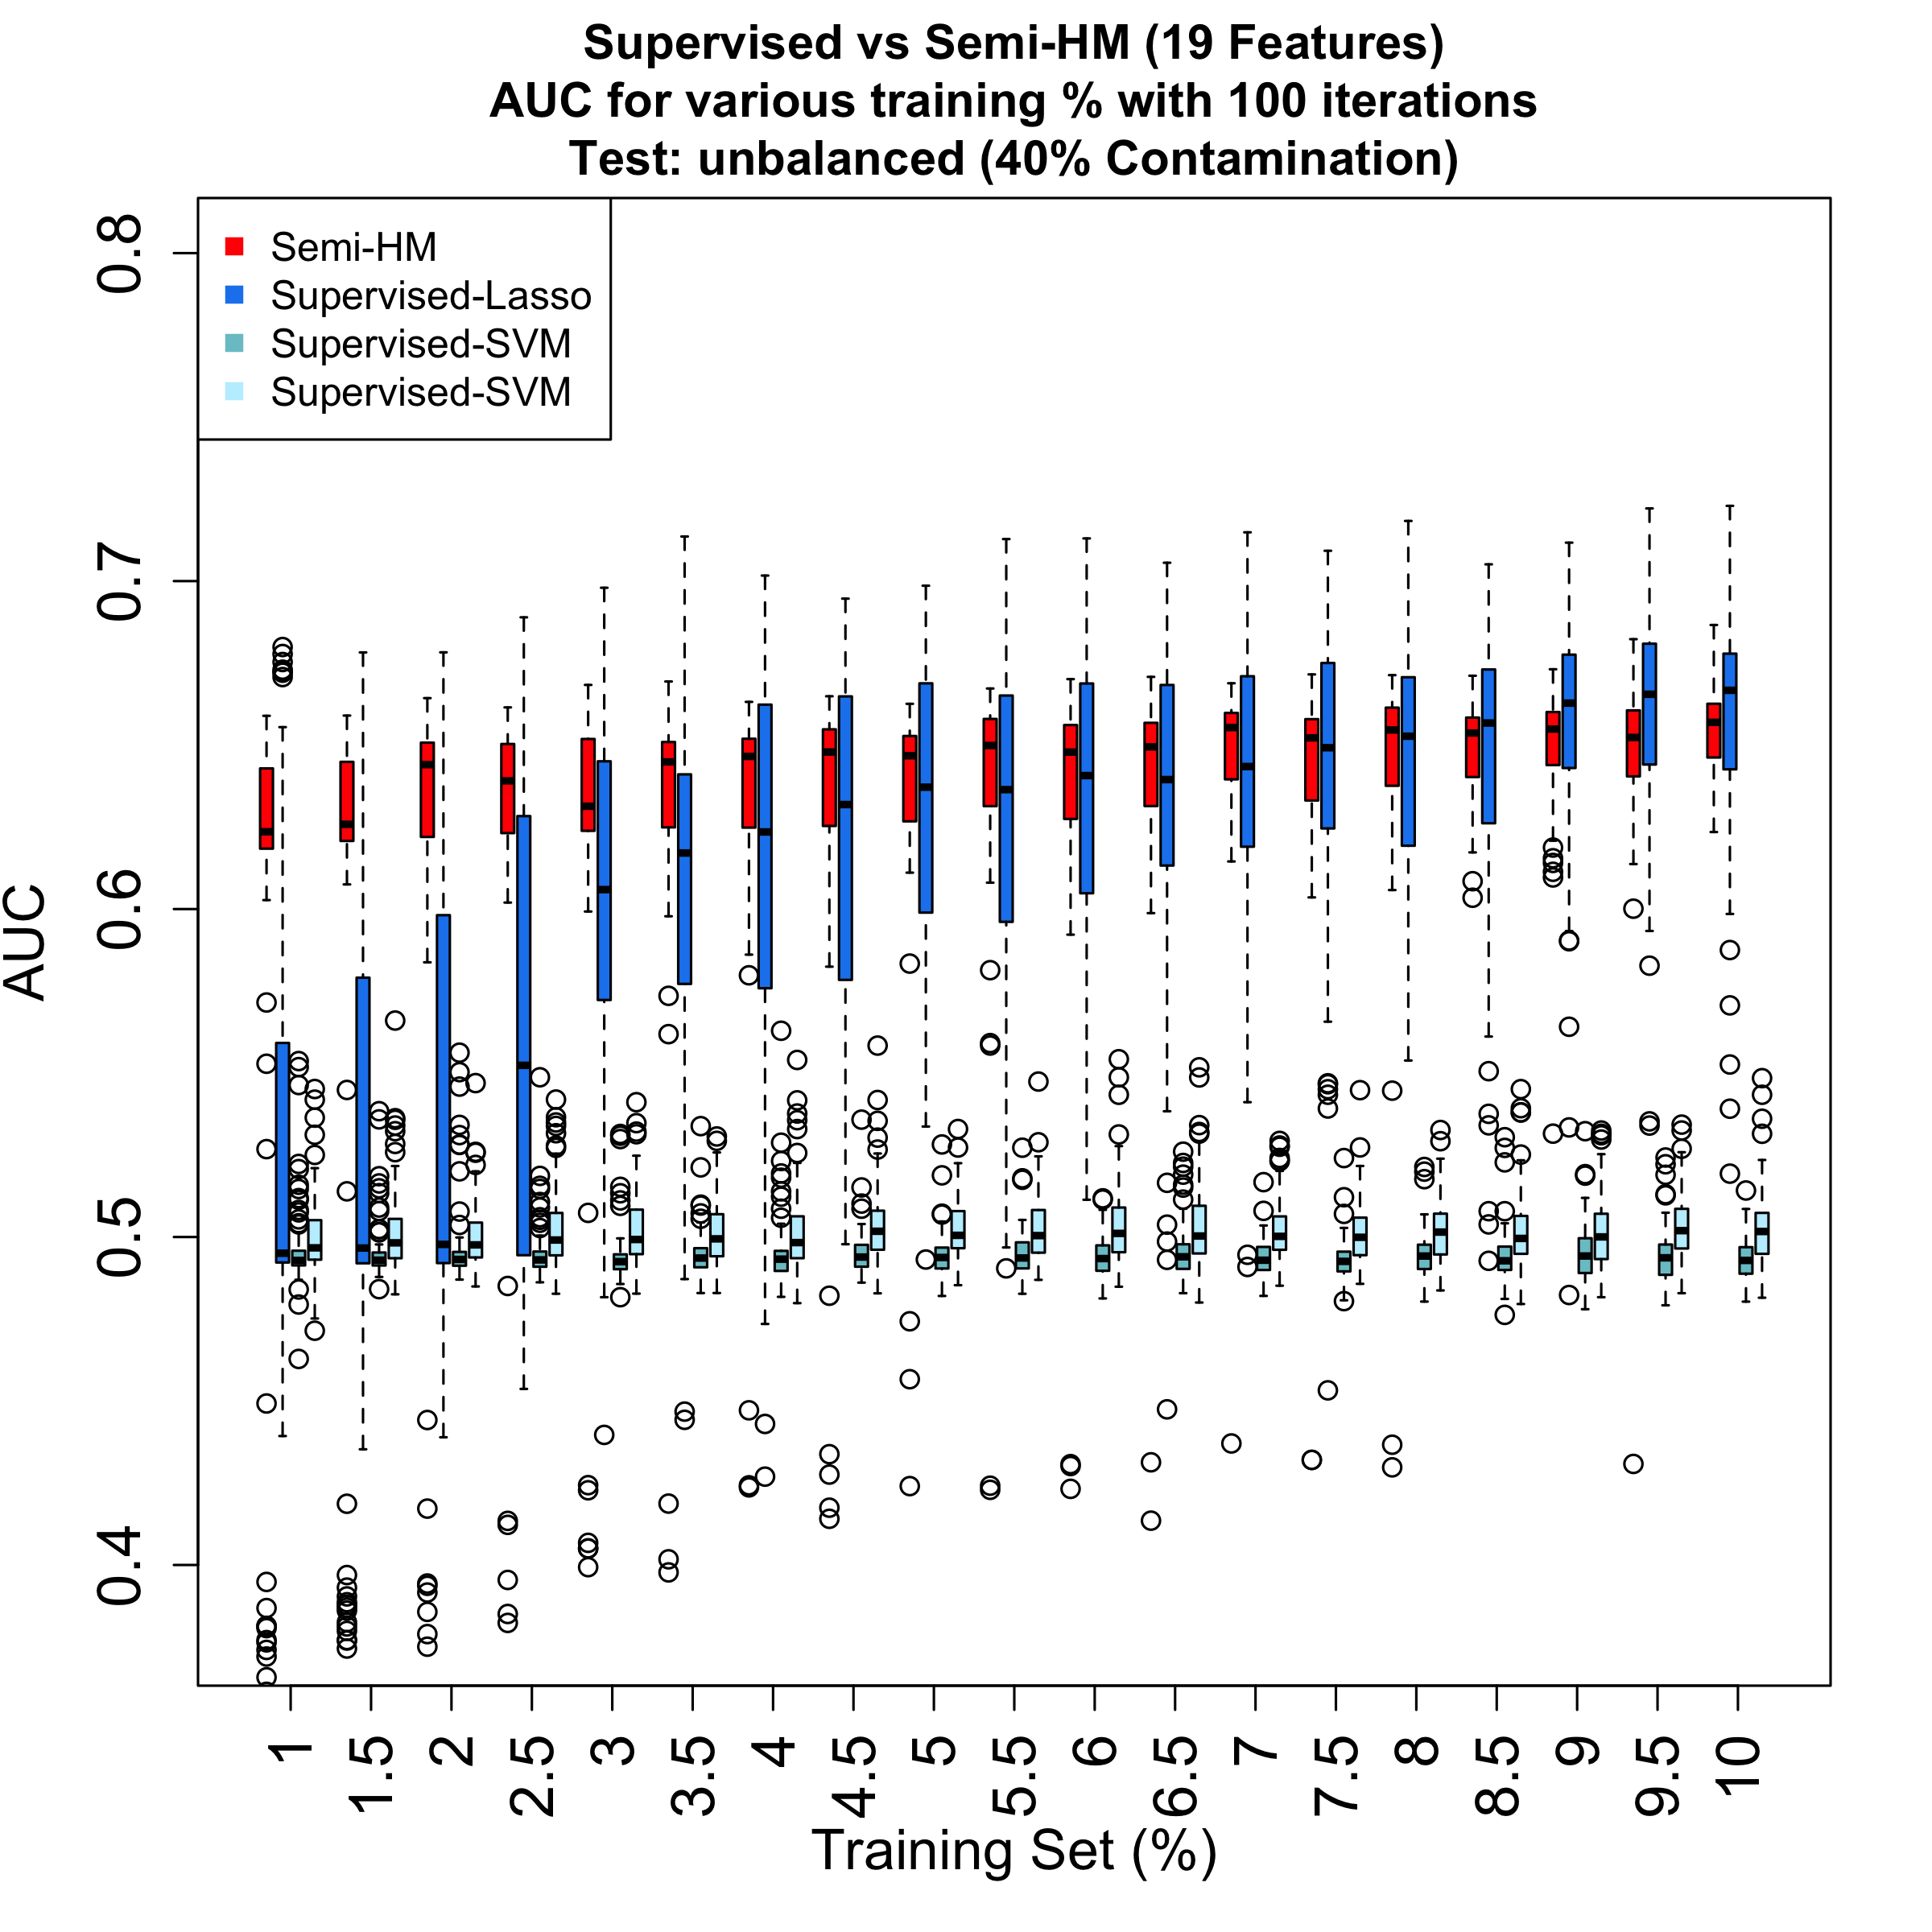 Supervised vs Semi-HM (19 Features)
AUC for various training % with 100 iterations
Test: unbalanced (40% Contamination)
Semi-HM
Supervised-Lasso
Supervised-SVM
Supervised-SVM
AUC
0.8
0.7
0.6
0.5
0.4
1
1.5
2
2.5
3
3.5
4
4.5
5
5.5
6
6.5
7
7.5
8
8.5
9
9.5
10
Training Set (%)